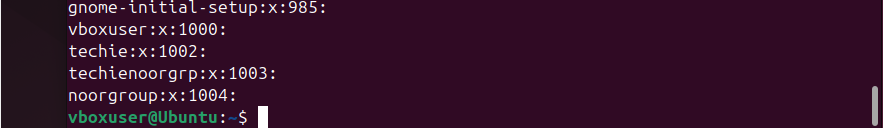 gnome-initial-setup:x:985:
vboxuser:x:1000:
techie:x:1002:
techienoorgrp:x:1003:
noorgroup:x:1004:
vboxuser@Ubuntu:~$